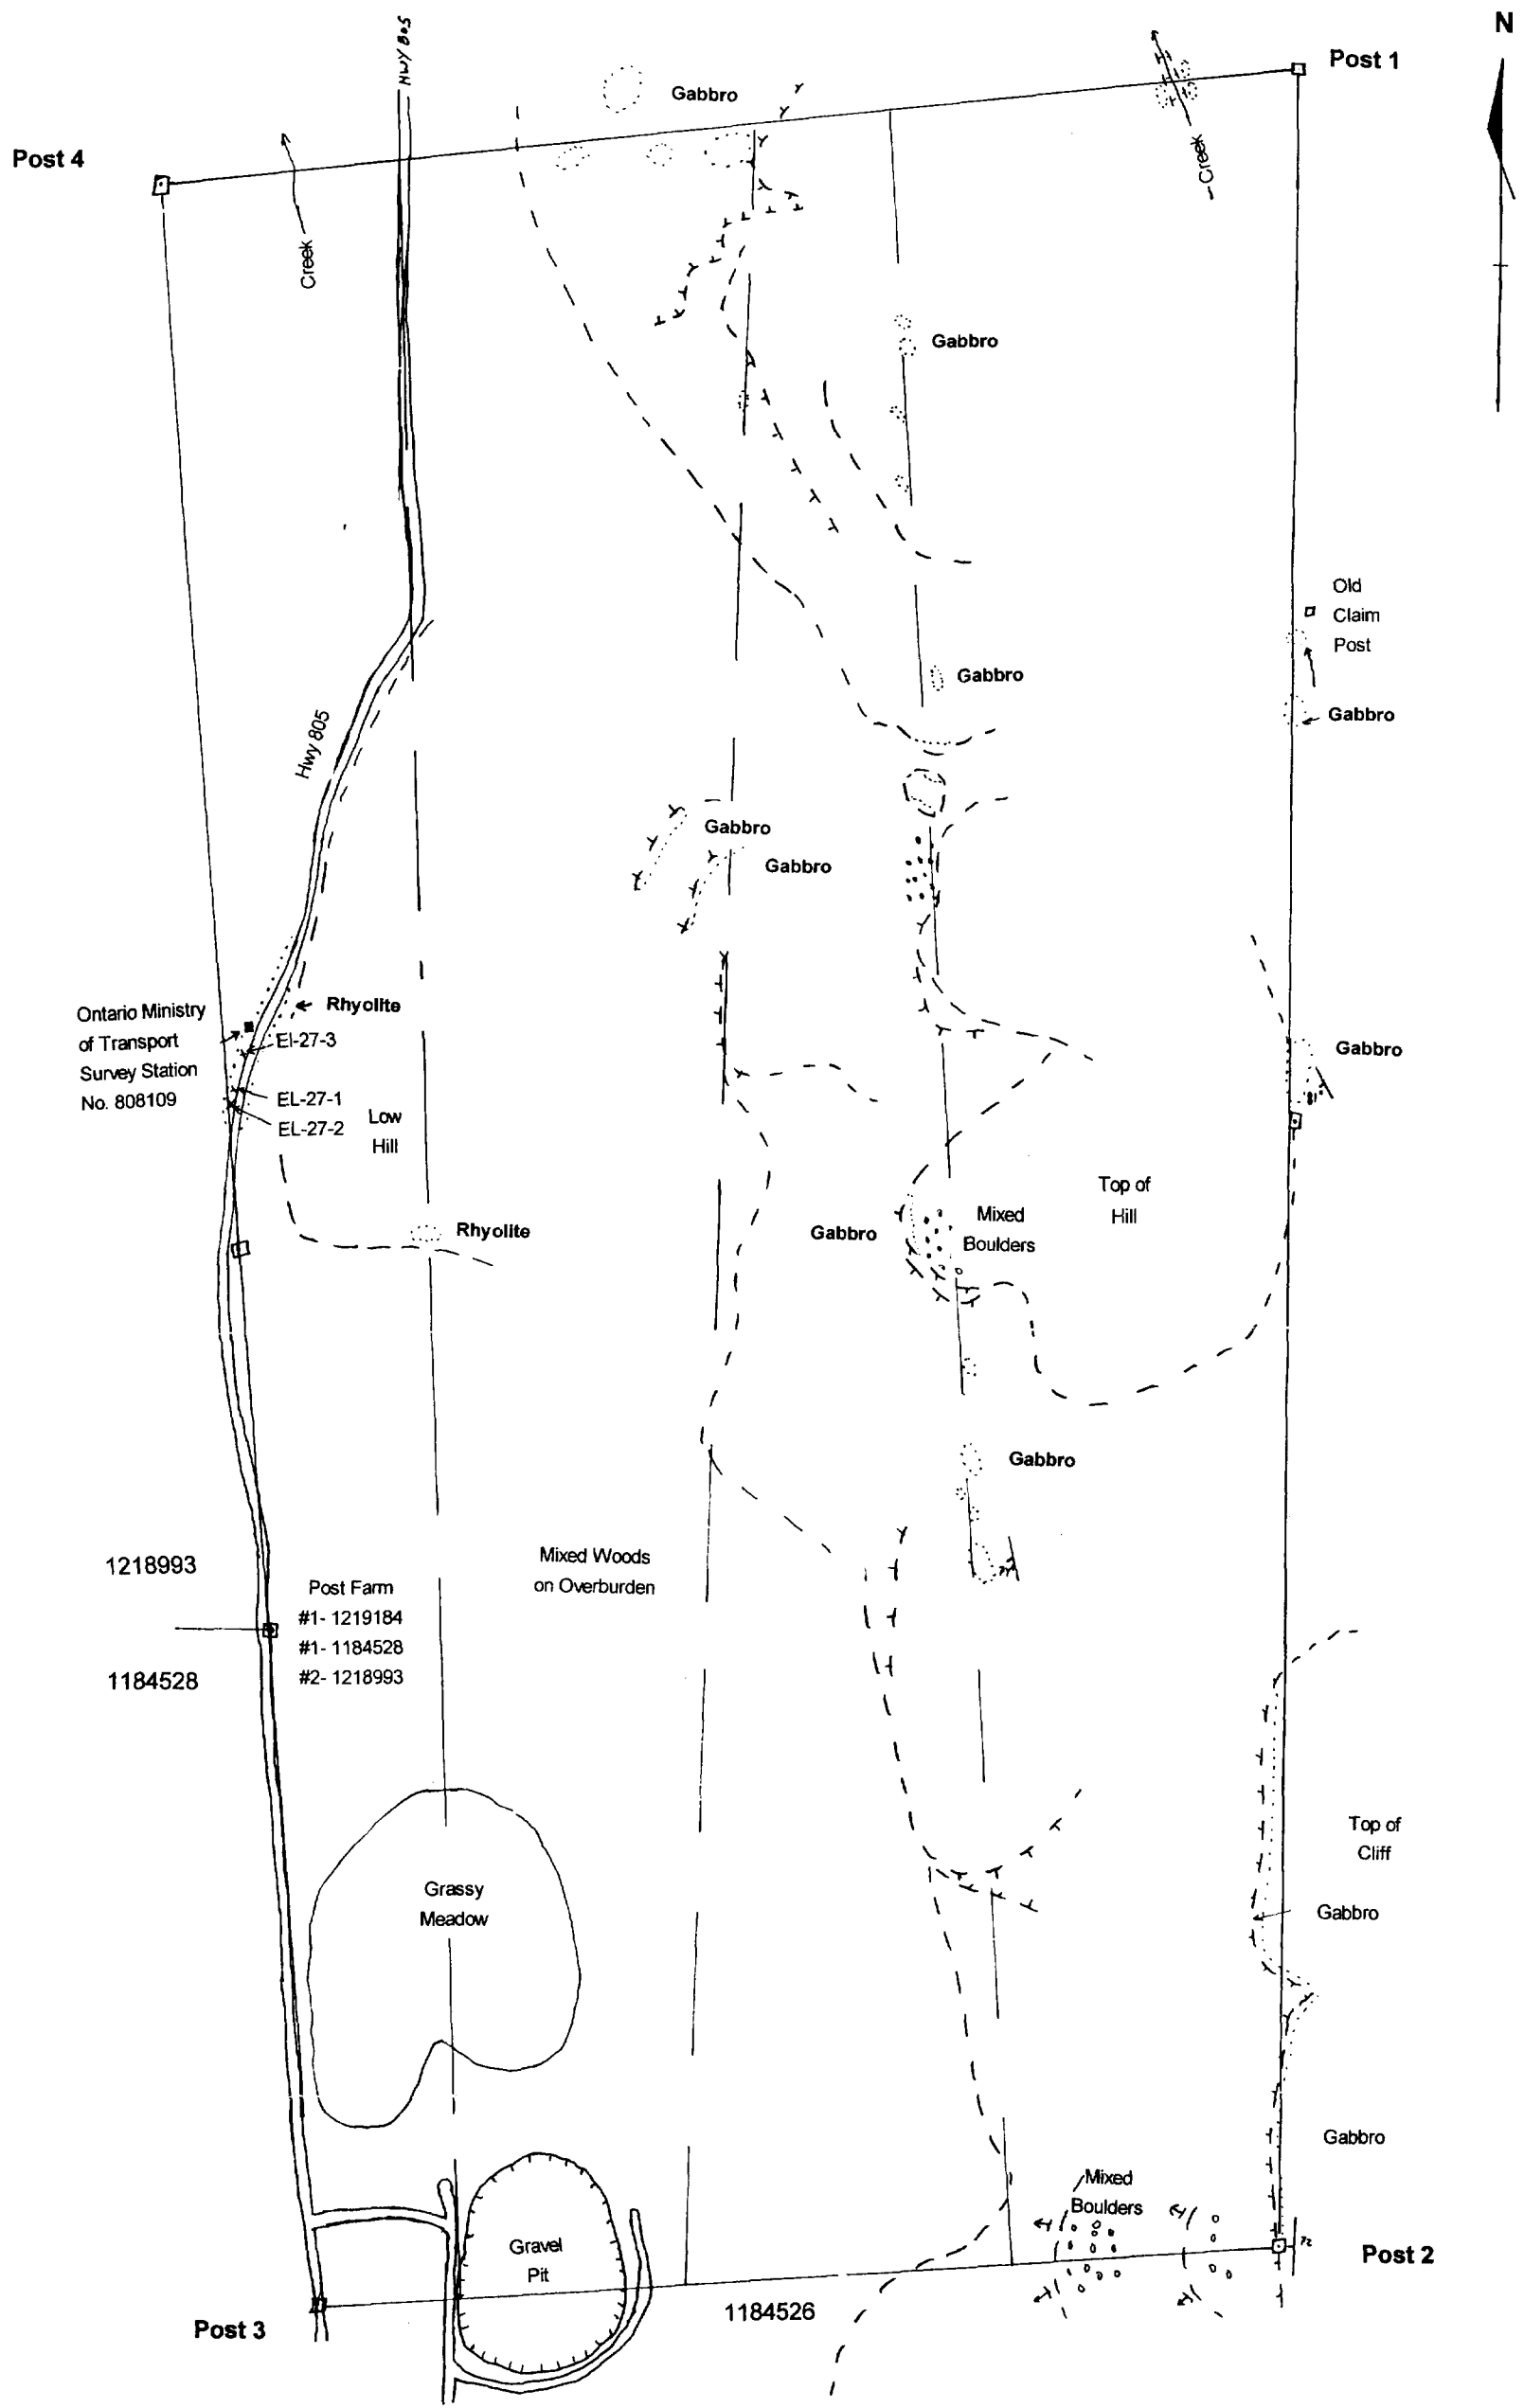 N
HWY 805
Post 1
Gabbro
Post 4
Creek
Creek
Gabbro
Old
Claim
Post
Gabbro
Gabbro
Hwy 805
Gabbro
Gabbro
Rhyolite
Ontario Ministry
of Transport
Survey Station
No. 808109
El-27-3
EL-27-1
EL-27-2
Low
Hill
Gabbro
Top of
Hill
Mixed
Boulders
Gabbro
Rhyolite
Gabbro
Mixed Woods
on Overburden
1218993
1184528
Post Farm
#1- 1219184
#1- 1184528
#2- 1218993
Top of
Cliff
Gabbro
Grassy
Meadow
Gabbro
Mixed
Boulders
Gravel
Pit
Post 2
1184526
Post 3